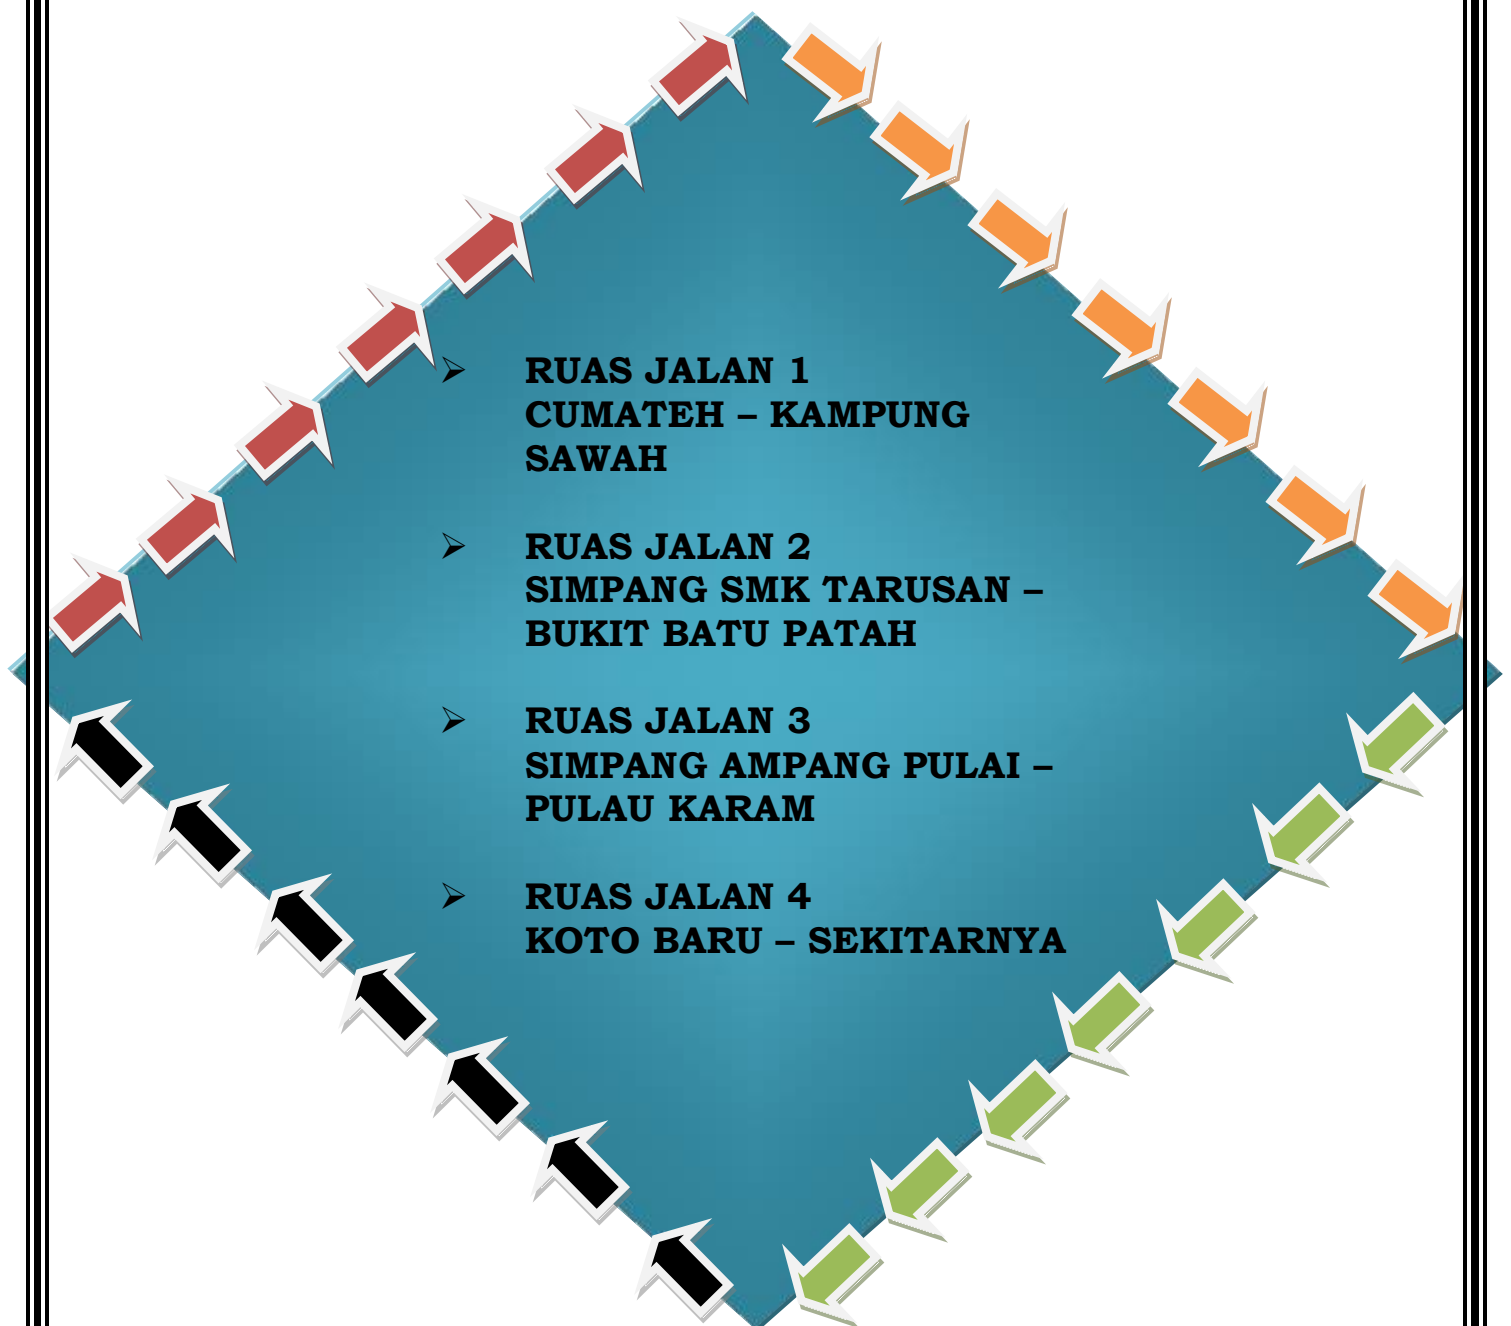 ➢ RUAS JALAN 1
CUMATEH – KAMPUNG
SAWAH
➢ RUAS JALAN 2
SIMPANG SMK TARUSAN –
BUKIT BATU PATAH
➢ RUAS JALAN 3
SIMPANG AMPANG PULAI –
PULAU KARAM
➢ RUAS JALAN 4
KOTO BARU – SEKITARNYA